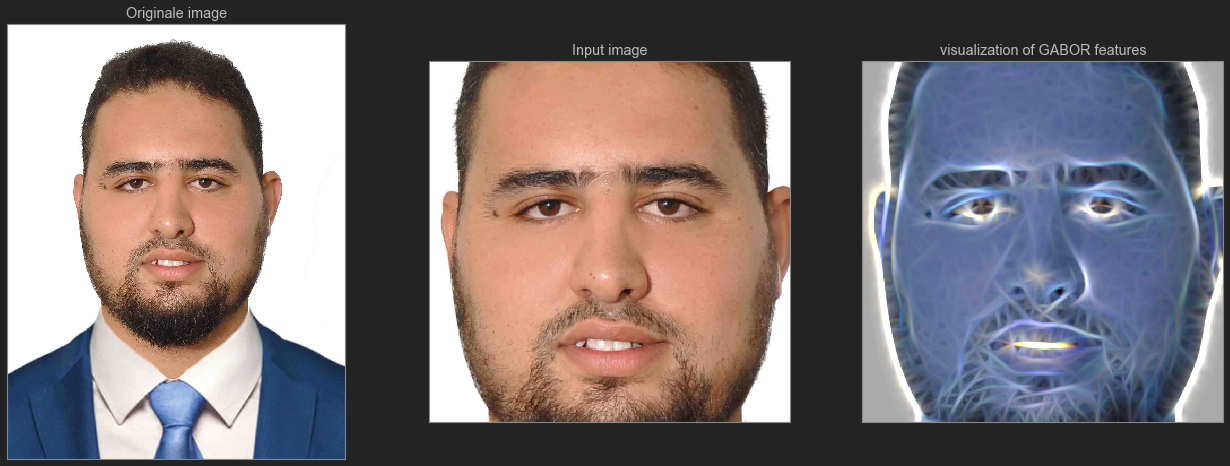 Originale image
Input image
visualization of GABOR features